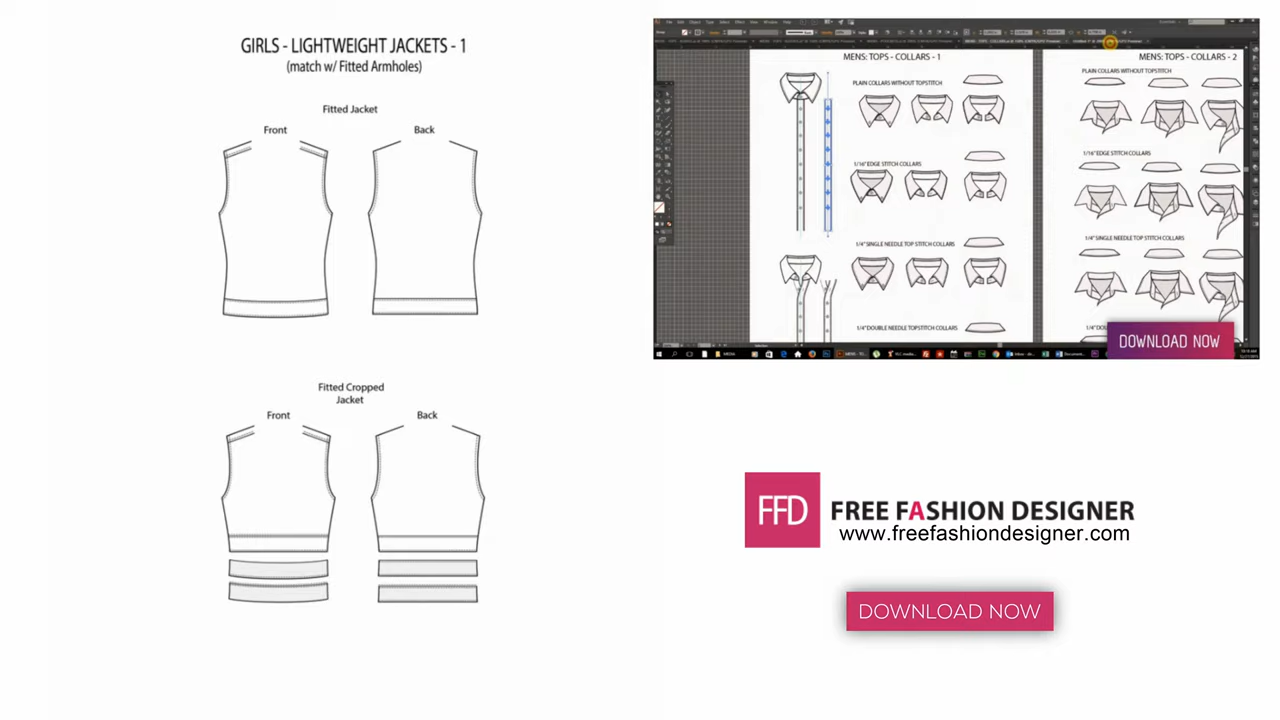 GIRLS - LIGHTWEIGHT JACKETS - 1
(match w/ Fitted Armholes)
Fitted Jacket
Front
Back
Fitted Cropped
Jacket
Front
Back
MENS: TOPS - COLLARS - 1
PLAIN COLLARS WITHOUT TOPSTITCH
1/16" EDGE STITCH COLLARS
1/4" SINGLE NEEDLE TOP STITCH COLLARS
1/4" DOUBLE NEEDLE TOPSTITCH COLLARS
MENS: TOPS - COLLARS - 2
PLAIN COLLARS WITHOUT TOPSTITCH
1/16" EDGE STITCH COLLARS
1/4" SINGLE NEEDLE TOP STITCH COLLARS
DOWNLOAD NOW
FFD
FREE FASHION DESIGNER
www.freefashiondesigner.com
DOWNLOAD NOW